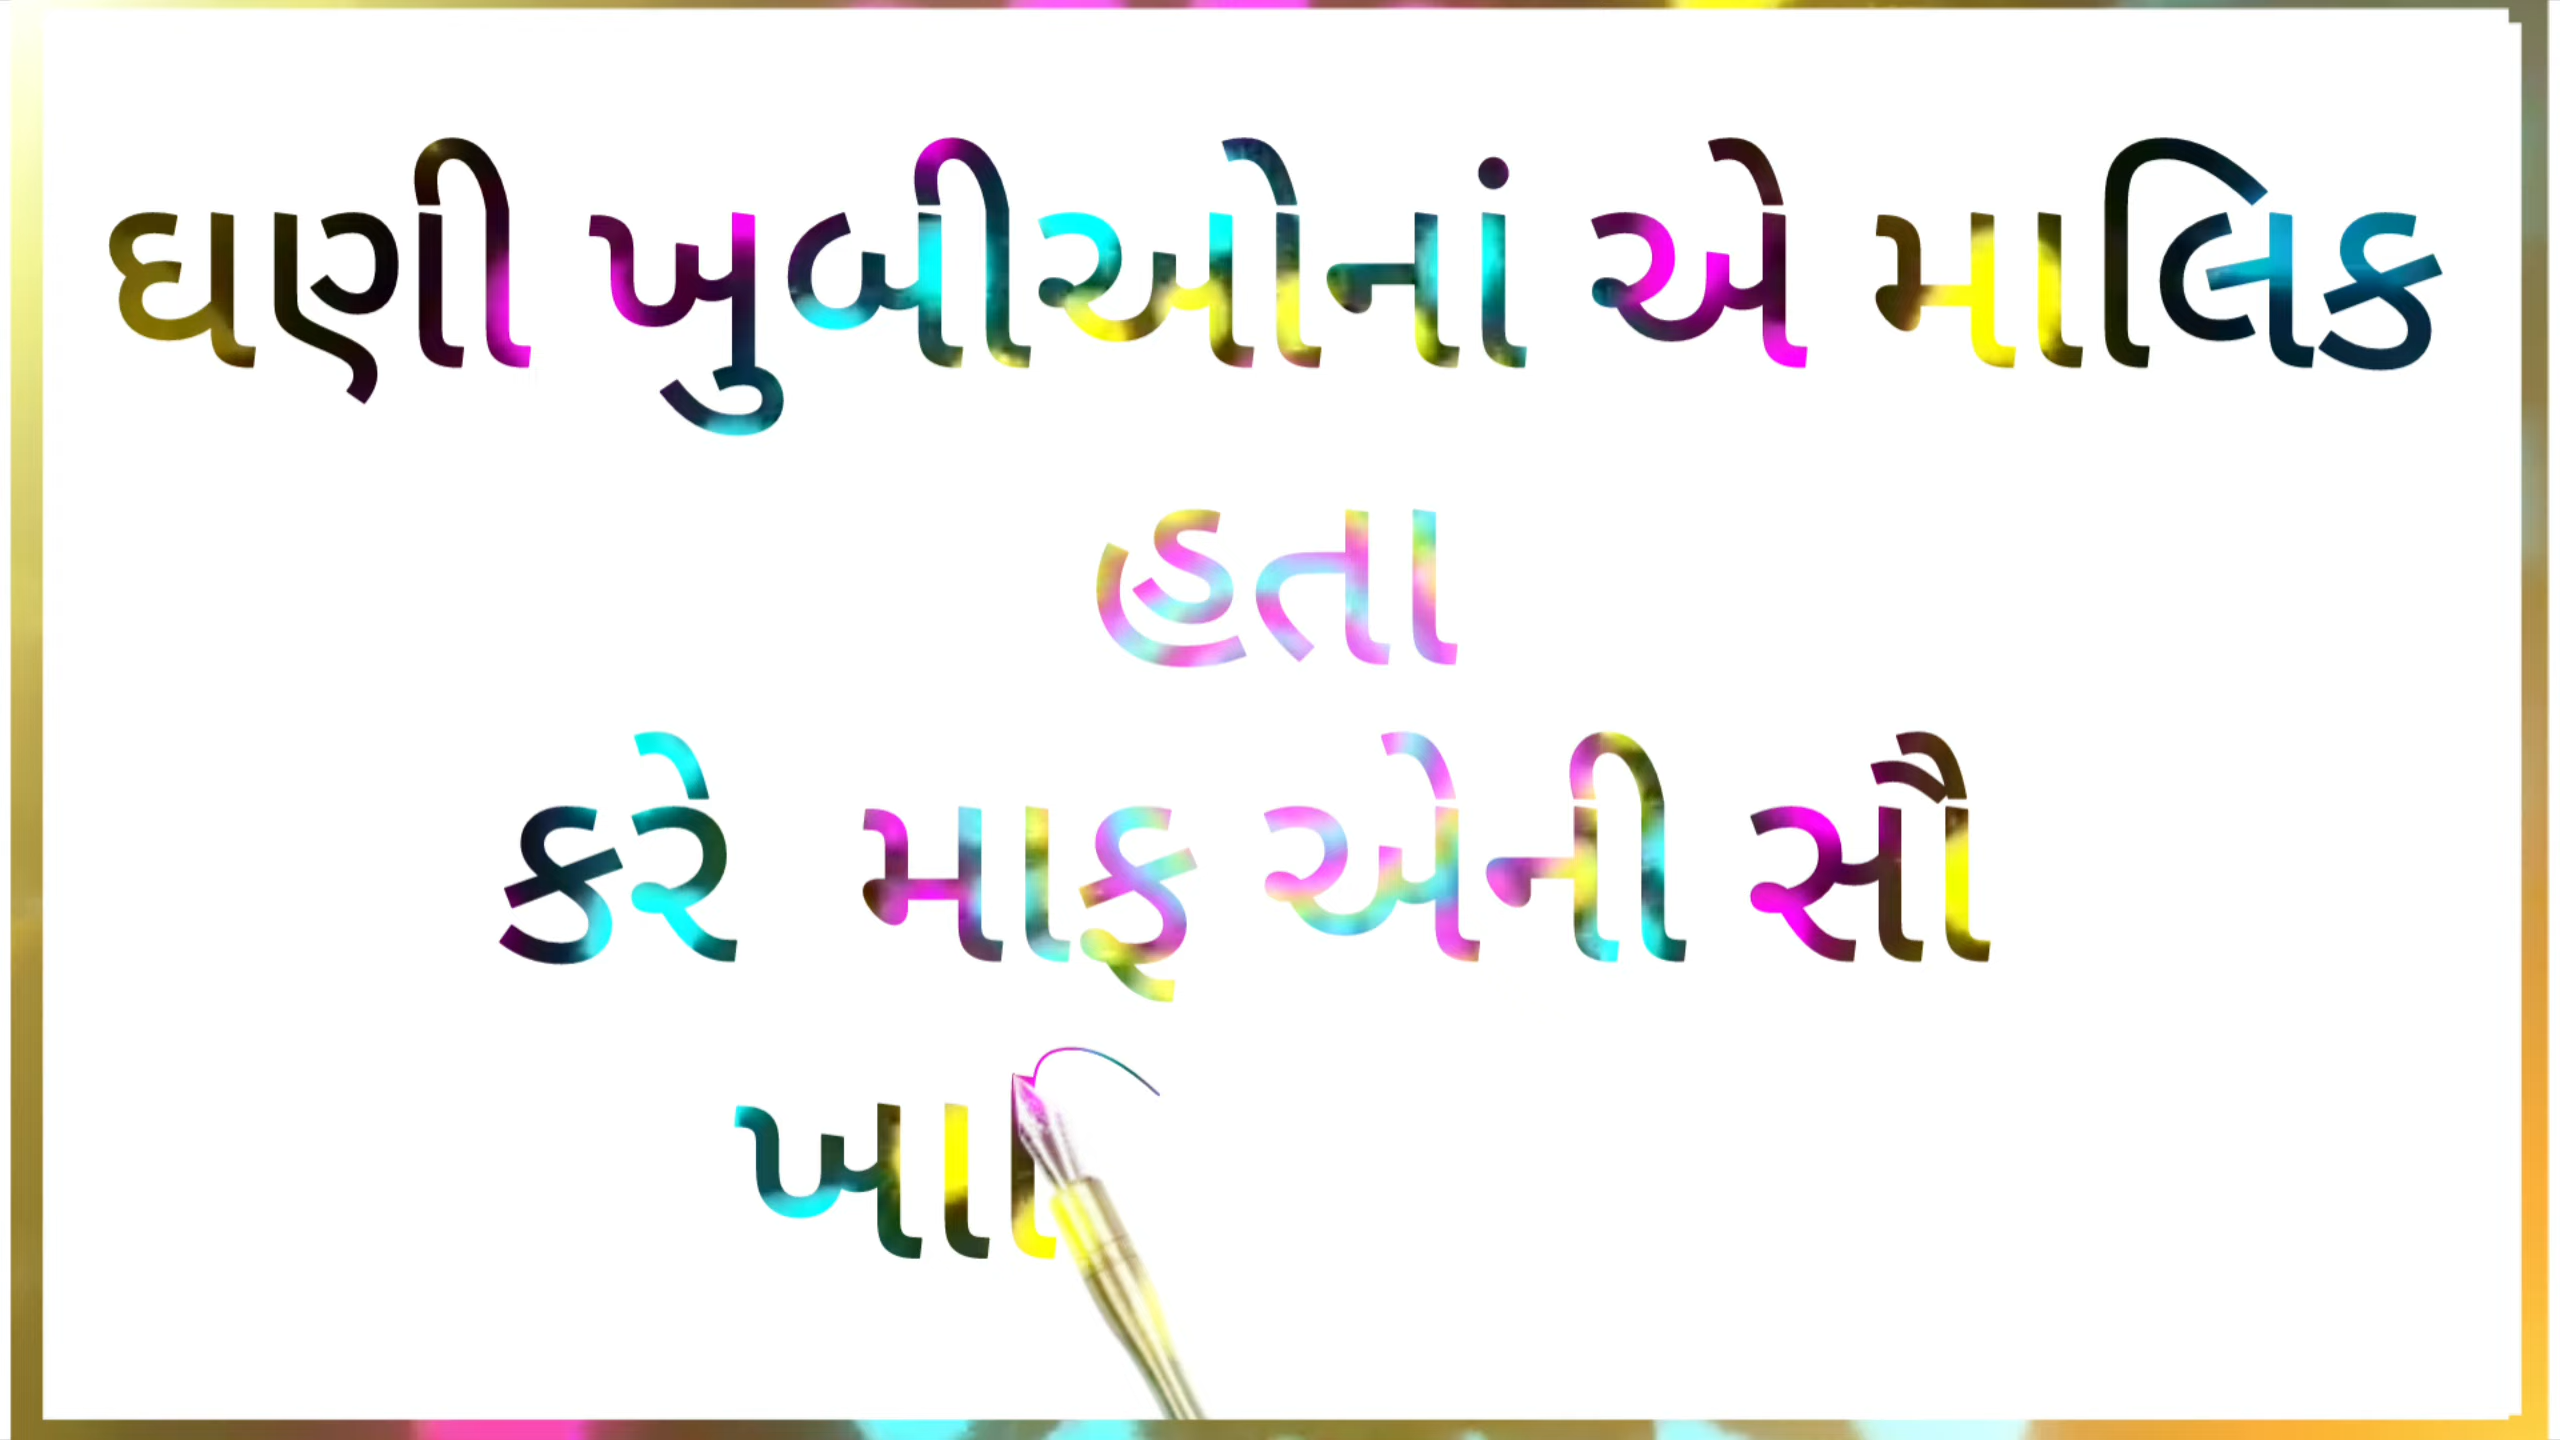 ઘણી ખુબીઓનાં એ માલિક
હતા
કરે માફ એની સૌ
ખા